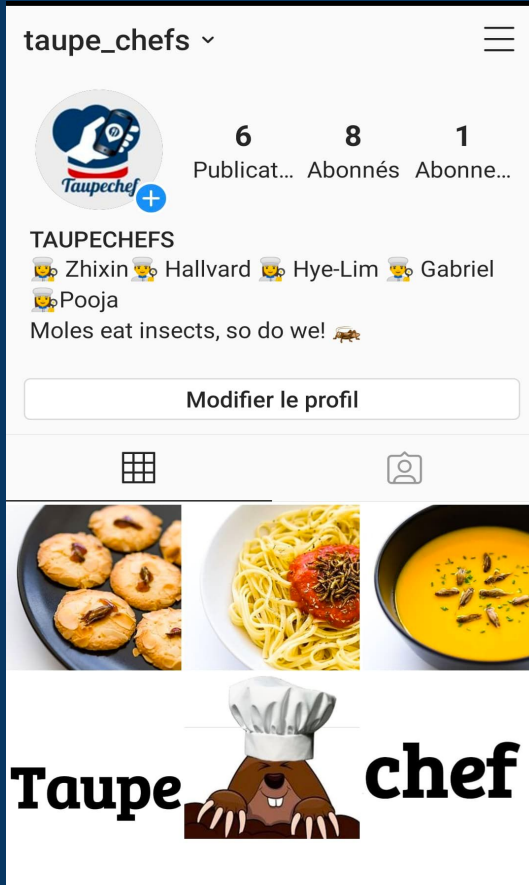 taupe_chefs
6 8 1
Publicat... Abonnés Abonne...
Taupechef
TAUPECHEFS
Zhixin Hallvard Hye-Lim Gabriel
Pooja
Moles eat insects, so do we!
Modifier le profil
Taupe chef